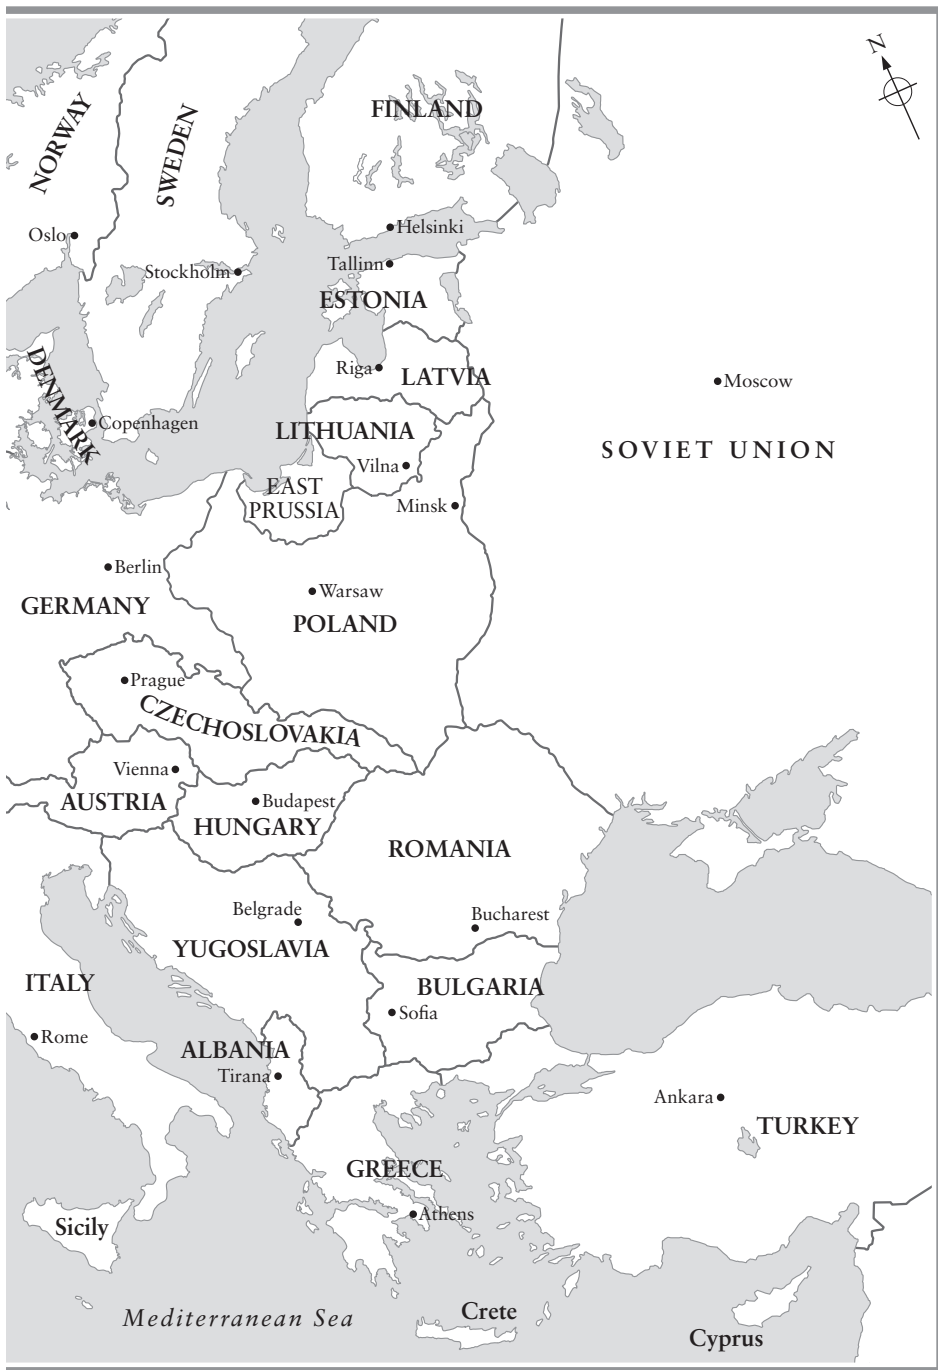 N
FINLAND
NORWAY
SWEDEN
Oslo
Helsinki
Stockholm
Tallinn
ESTONIA
DENMARK
Riga
LATVIA
Moscow
Copenhagen
LITHUANIA
SOVIET UNION
Vilna
EAST
PRUSSIA
Minsk
Berlin
Warsaw
GERMANY
POLAND
Prague
CZECHOSLOVAKIA
Vienna
AUSTRIA
Budapest
HUNGARY
ROMANIA
Belgrade
Bucharest
YUGOSLAVIA
ITALY
BULGARIA
Sofia
Rome
ALBANIA
Tirana
Ankara
TURKEY
GREECE
Athens
Sicily
Mediterranean Sea
Crete
Cyprus